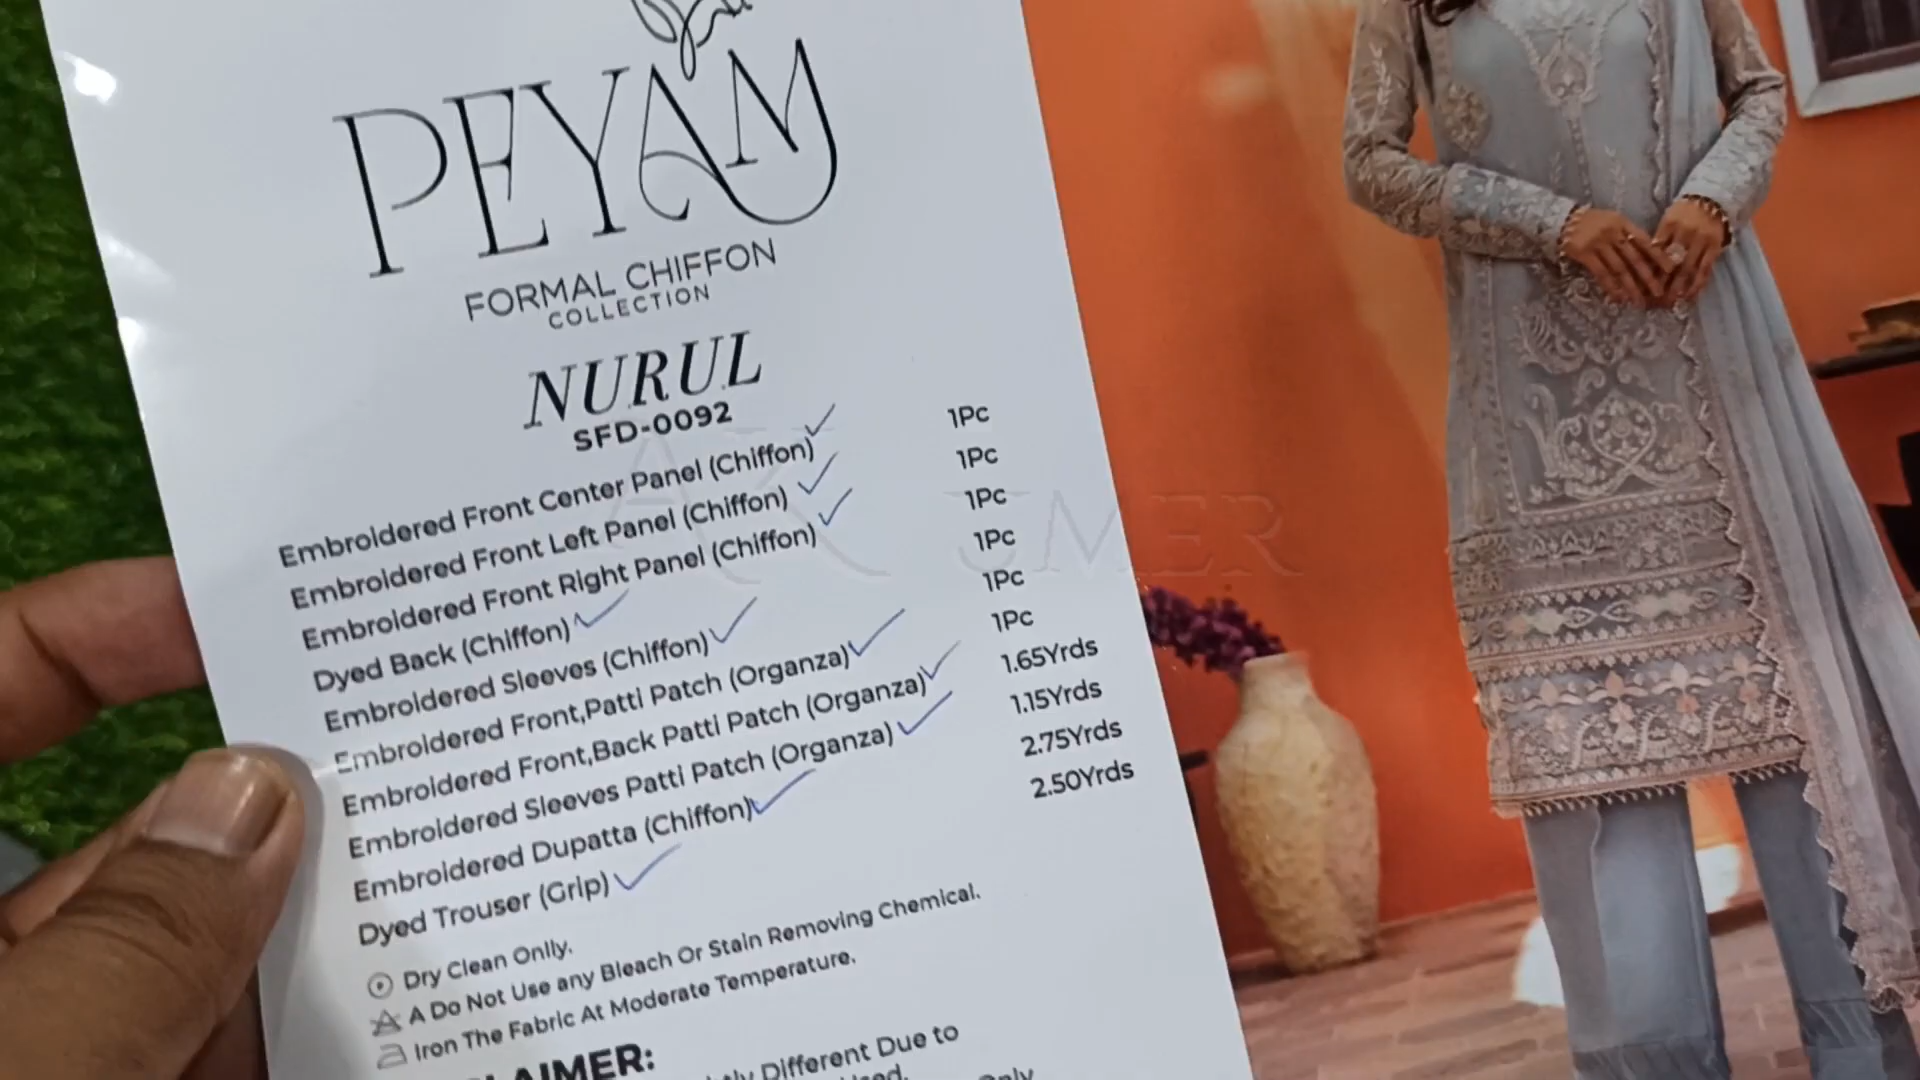 PEYAM
FORMAL CHIFFON
COLLECTION
NURUL
SFD-0092
Embroidered Front Center Panel (Chiffon) 1Pc
Embroidered Front Left Panel (Chiffon) 1Pc
Embroidered Front Right Panel (Chiffon) 1Pc
Dyed Back (Chiffon) 1Pc
Embroidered Sleeves (Chiffon) 1Pc
Embroidered Front,Patti Patch (Organza) 1Pc
Embroidered Front,Back Patti Patch (Organza) 1.65Yrds
Embroidered Sleeves Patti Patch (Organza) 1.15Yrds
Embroidered Dupatta (Chiffon) 2.75Yrds
Dyed Trouser (Grip) 2.50Yrds
Dry Clean Onlly.
A Do Not Use any Bleach Or Stain Removing Chemical.
Iron The Fabric At Moderate Temperature.
Different Due to